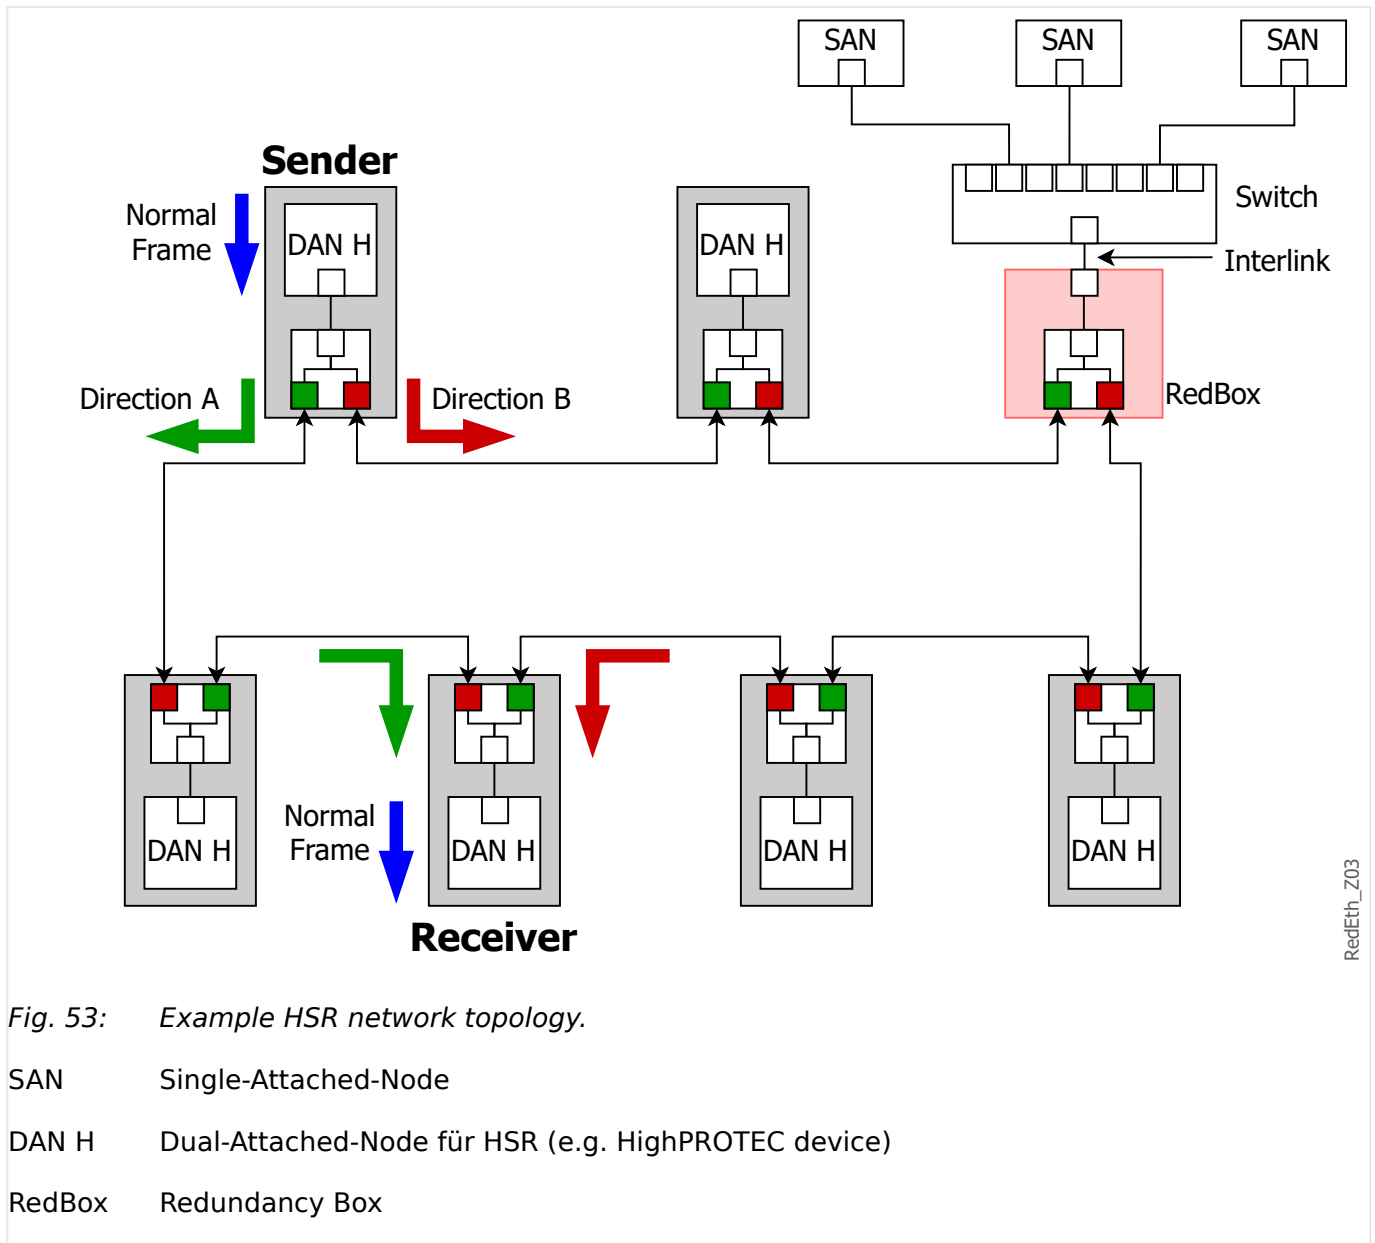 SAN SAN SAN
Sender
Normal
Frame
DAN H
DAN H
Switch
Interlink
Direction A
Direction B
RedBox
Normal
Frame
DAN H
DAN H
DAN H
DAN H
Receiver
RedEth_Z03
Fig. 53: Example HSR network topology.
SAN Single-Attached-Node
DAN H Dual-Attached-Node für HSR (e.g. HighPROTEC device)
RedBox Redundancy Box